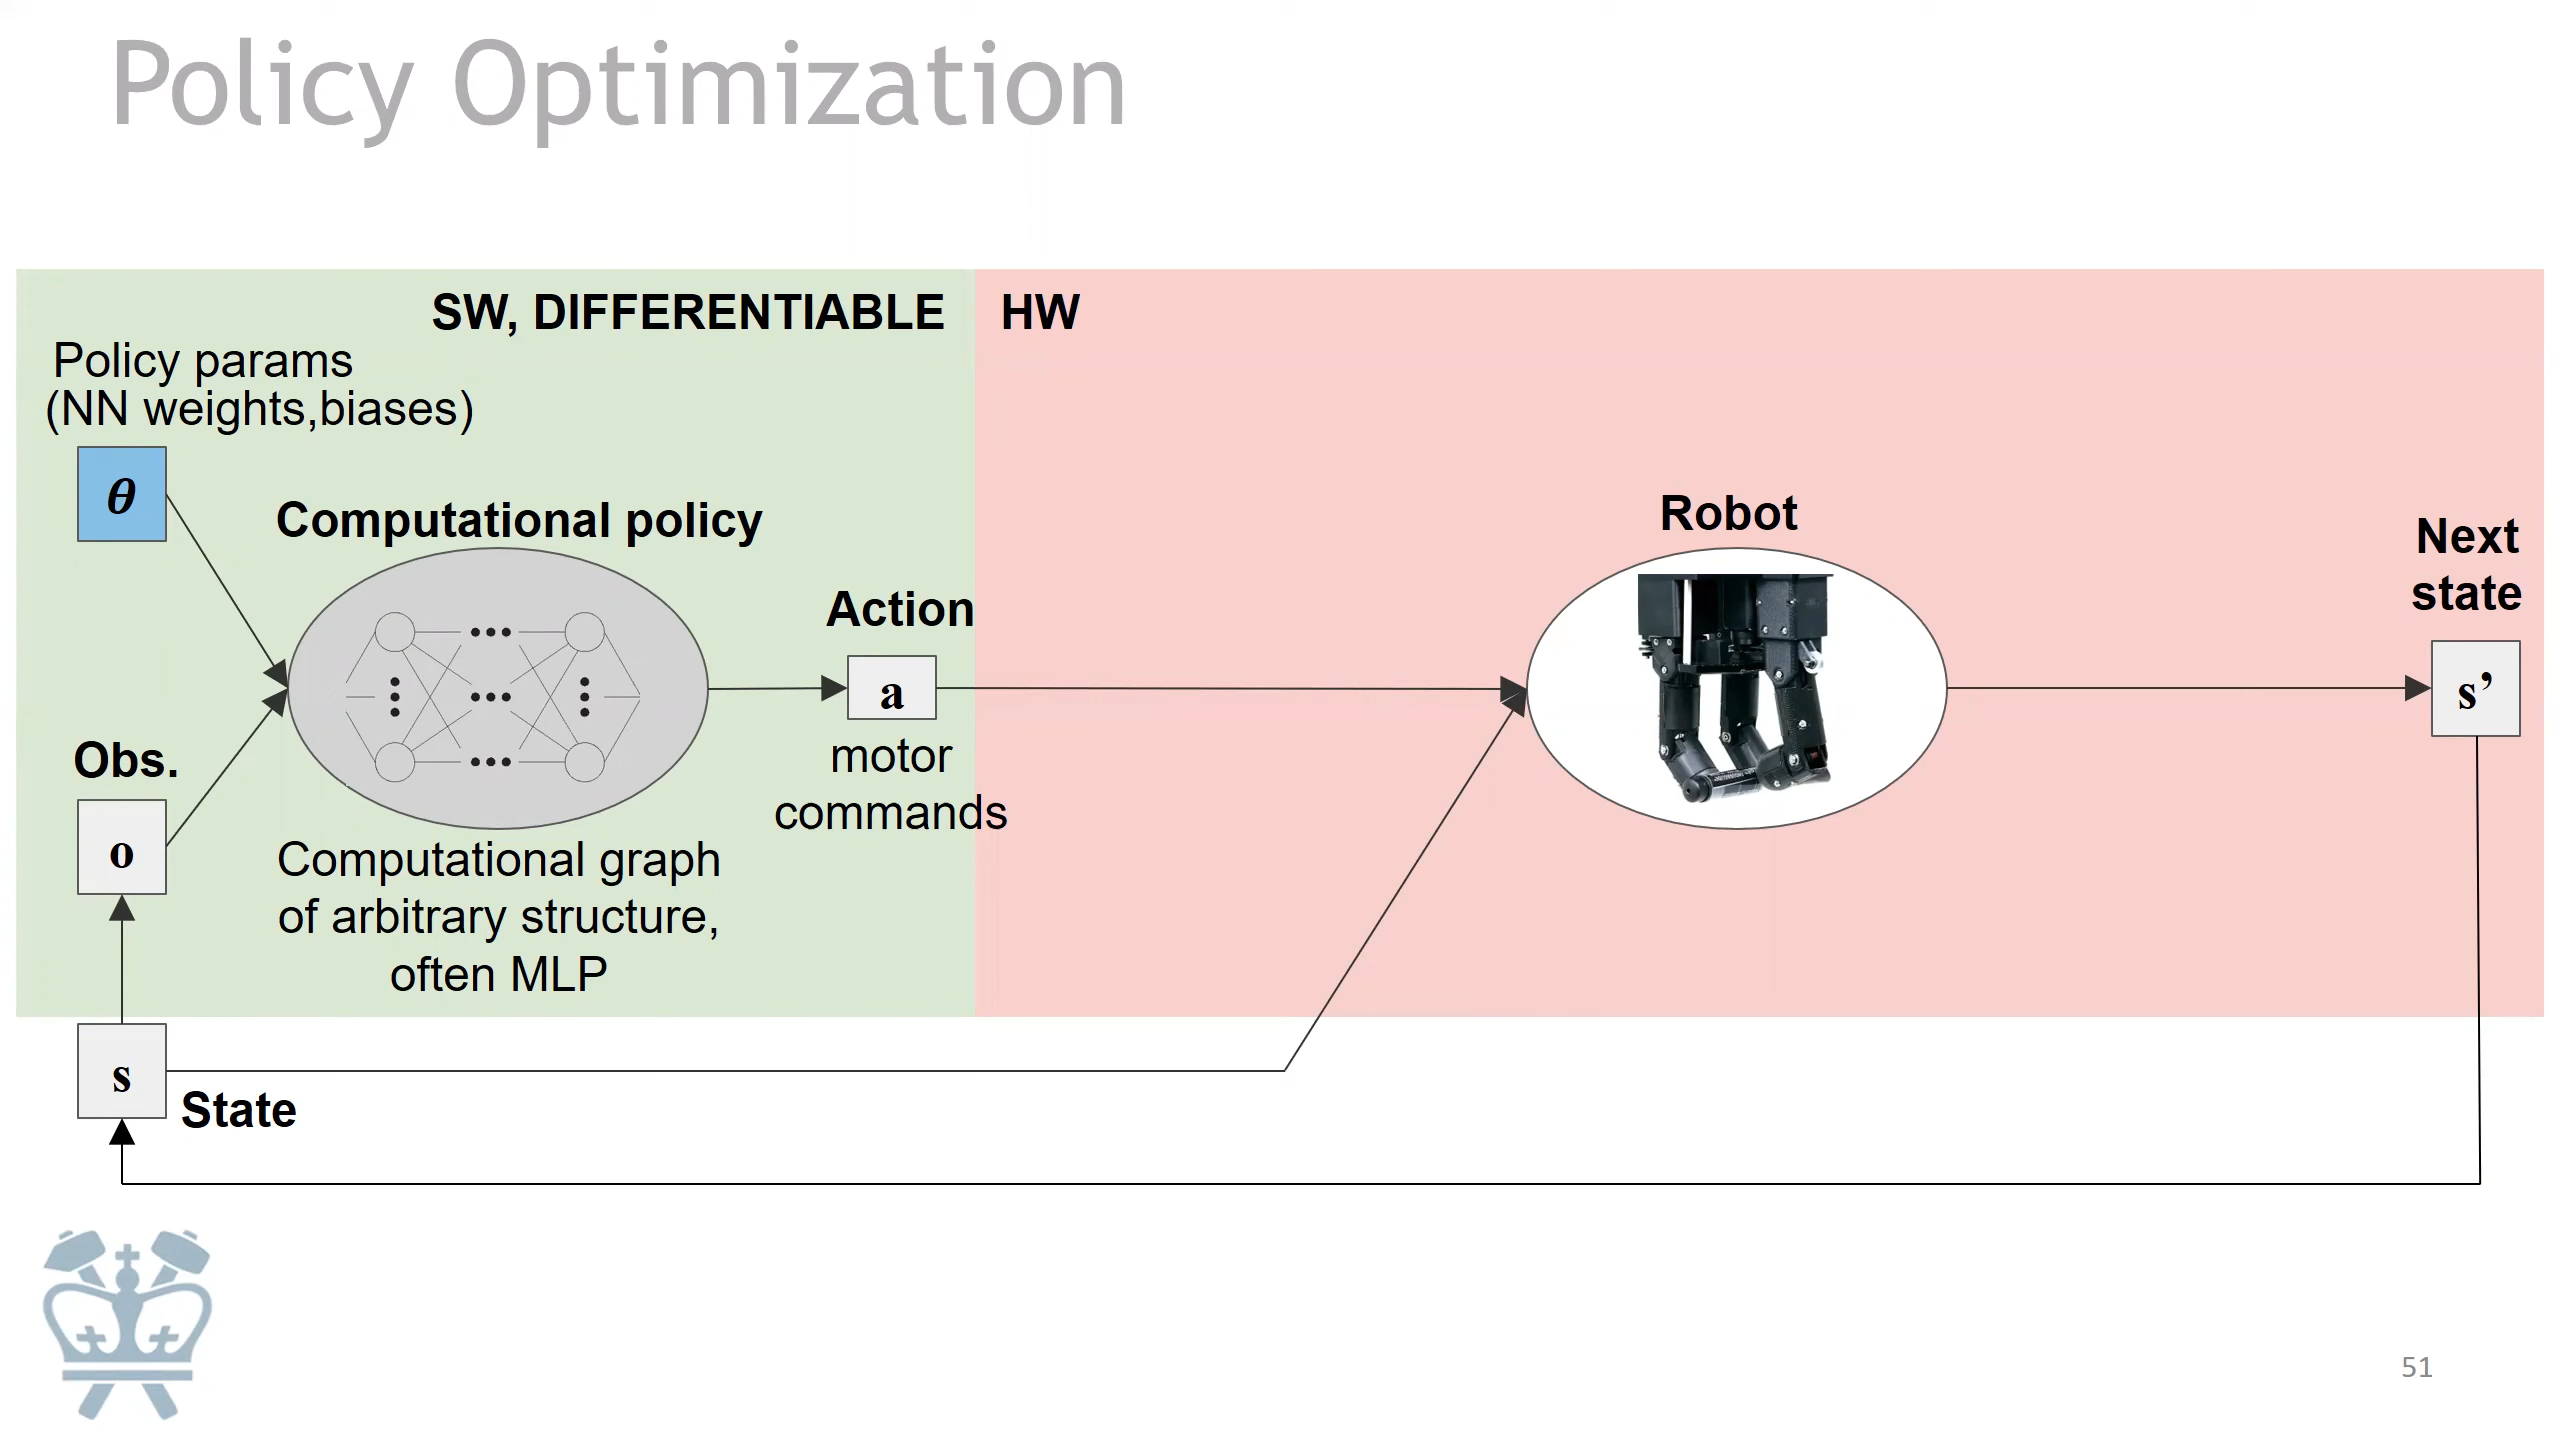 Policy Optimization
SW, DIFFERENTIABLE
HW
Policy params
(NN weights,biases)
θ
Computational policy
Robot
Next
state
Action
a
s’
motor
commands
Obs.
o
Computational graph
of arbitrary structure,
often MLP
s
State
51